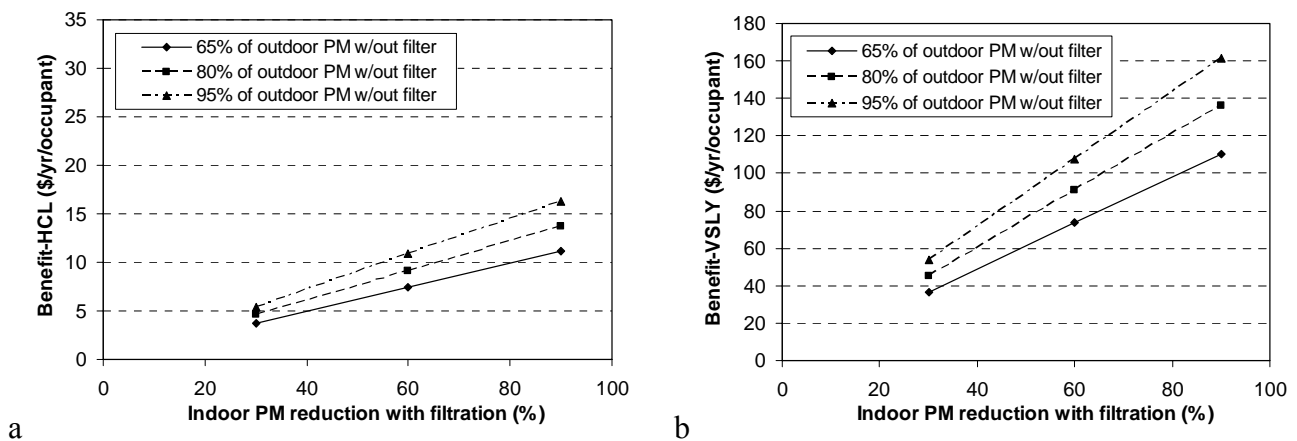 35
30
25
20
15
10
5
0
Benefit-HCL ($/yr/occupant)
65% of outdoor PM w/out filter
80% of outdoor PM w/out filter
95% of outdoor PM w/out filter
0 20 40 60 80 100
Indoor PM reduction with filtration (%)
a
180
160
140
120
100
80
60
40
20
0
Benefit-VSLY ($/yr/occupant)
65% of outdoor PM w/out filter
80% of outdoor PM w/out filter
95% of outdoor PM w/out filter
0 20 40 60 80 100
Indoor PM reduction with filtration (%)
b